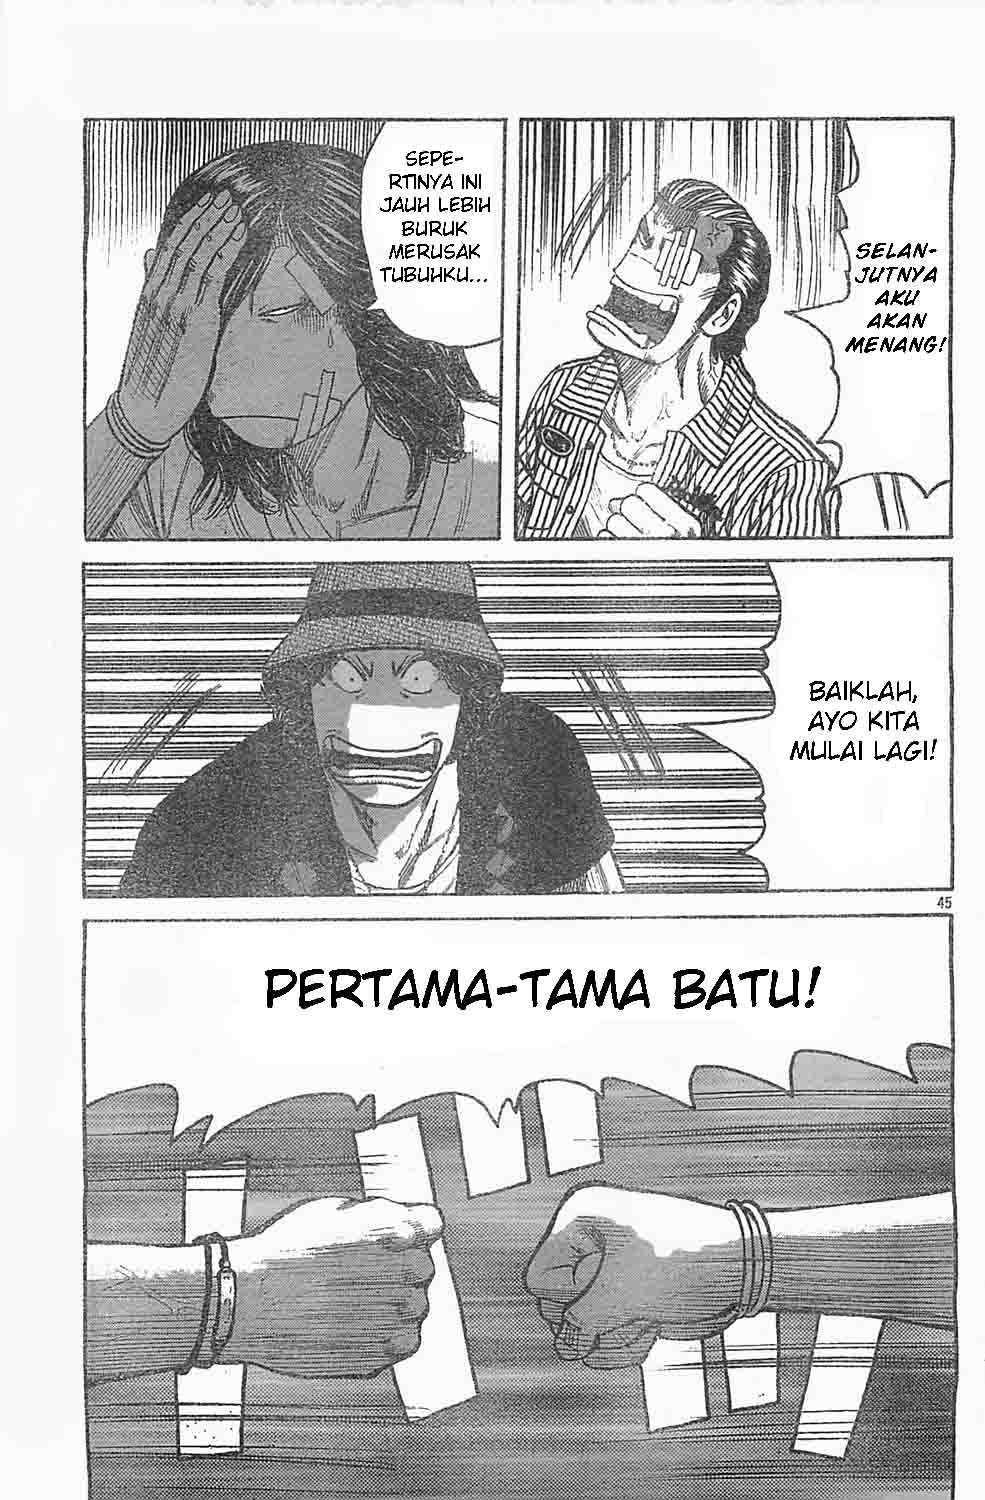 SELAN-
JUTNYA
AKU
AKAN
MENANG!
SEPE-
RTINYA INI
JAUH LEBIH
BURUK
MERUSAK
TUBUHKU...
BAIKLAH,
AYO KITA
MULAI LAGI!
45
PERTAMA-TAMA BATU!